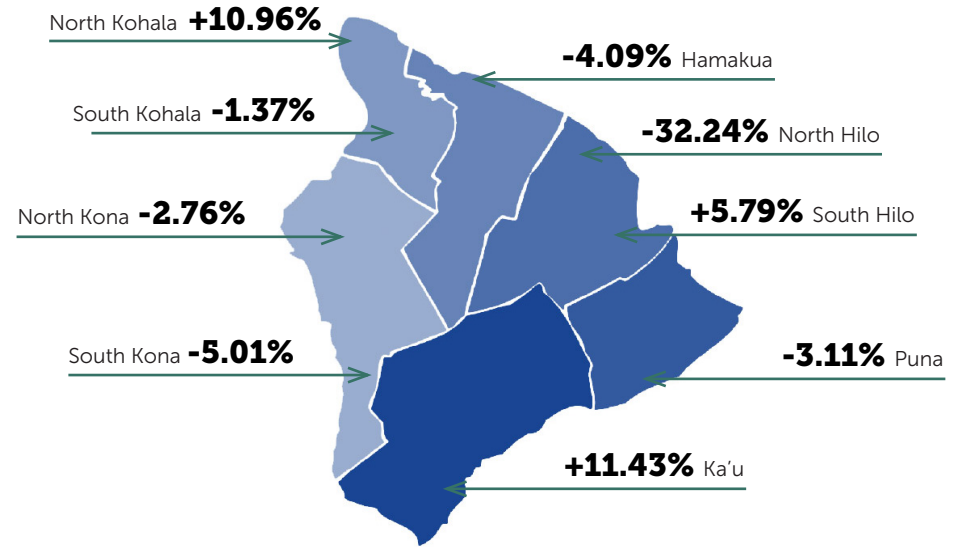 North Kohala +10.96%
-4.09% Hamakua
South Kohala -1.37%
-32.24% North Hilo
North Kona -2.76%
+5.79% South Hilo
South Kona -5.01%
-3.11% Puna
+11.43% Ka'u